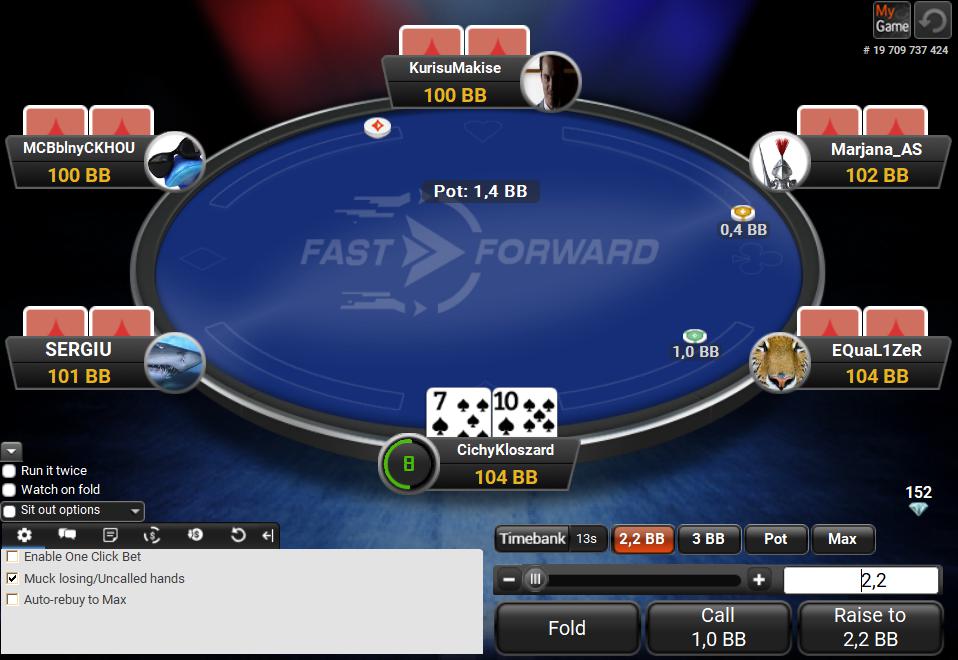 My
Game
# 19 709 737 424
KurisuMakise
100 BB
MCBblnyCKHOU
100 BB
Marjana_AS
102 BB
Pot: 1,4 BB
0,4 BB
FAST FORWARD
SERGIU
101 BB
1,0 BB
EQuaL1ZeR
104 BB
7
10
CichyKloszard
8
104 BB
Run it twice
Watch on fold
Sit out options
152
Timebank 13s
2,2 BB
3 BB
Pot
Max
Enable One Click Bet
Muck losing/Uncalled hands
Auto-rebuy to Max
2,2
Fold
Call
1,0 BB
Raise to
2,2 BB